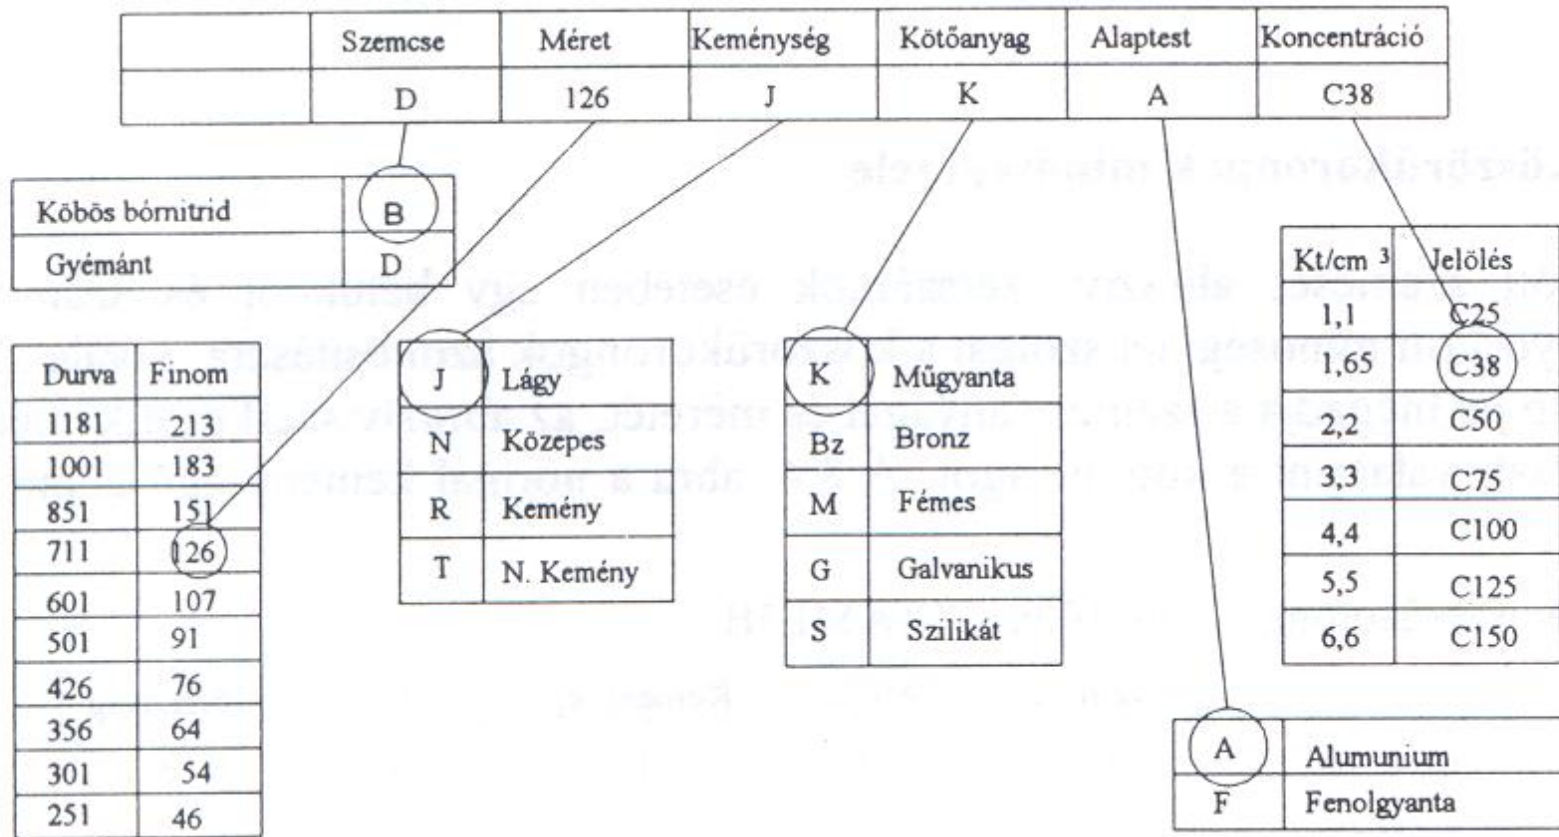 Szemcse Méret Keménység Kötőanyag Alaptest Koncentráció
D 126 J K A C38
Köbös bórnitrid B
Gyémánt D
Durva Finom
1181 213
1001 183
851 151
711 126
601 107
501 91
426 76
356 64
301 54
251 46
J Lágy
N Közepes
R Kemény
T N. Kemény
K Műgyanta
Bz Bronz
M Fémes
G Galvanikus
S Szilikát
Kt/cm ³ Jelölés
1,1 C25
1,65 C38
2,2 C50
3,3 C75
4,4 C100
5,5 C125
6,6 C150
A Alumunium
F Fenolgyanta